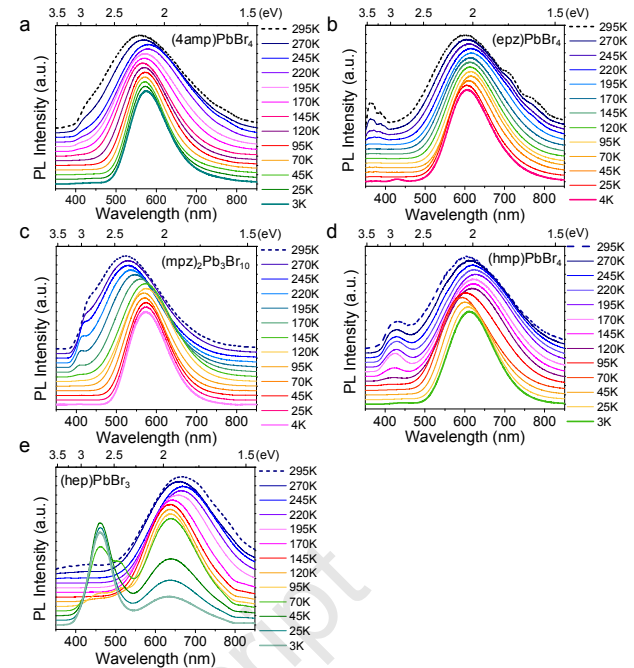 3.5 3 2.5 2 1.5 (eV)
a
(4amp)PbBr4
295K
270K
245K
220K
195K
170K
145K
120K
95K
70K
45K
25K
3K
PL Intensity (a.u.)
400 500 600 700 800
Wavelength (nm)
3.5 3 2.5 2 1.5 (eV)
b
(epz)PbBr4
295K
270K
245K
220K
195K
170K
145K
120K
95K
70K
45K
25K
4K
PL Intensity (a.u.)
400 500 600 700 800
Wavelength (nm)
3.5 3 2.5 2 1.5(eV)
c
(mpz)2Pb3Br10
295K
270K
245K
220K
195K
170K
145K
120K
95K
70K
45K
25K
4K
PL Intensity (a.u.)
400 500 600 700 800
Wavelength (nm)
3.5 3 2.5 2 1.5(eV)
d
(hmp)PbBr4
295K
270K
245K
220K
195K
170K
145K
120K
95K
70K
45K
25K
3K
PL Intensity (a.u.)
400 500 600 700 800
Wavelength (nm)
3.5 3 2.5 2 1.5(eV)
e
(hep)PbBr3
295K
270K
245K
220K
195K
170K
145K
120K
95K
70K
45K
25K
3K
PL Intensity (a.u.)
400 500 600 700 800
Wavelength (nm)
ript